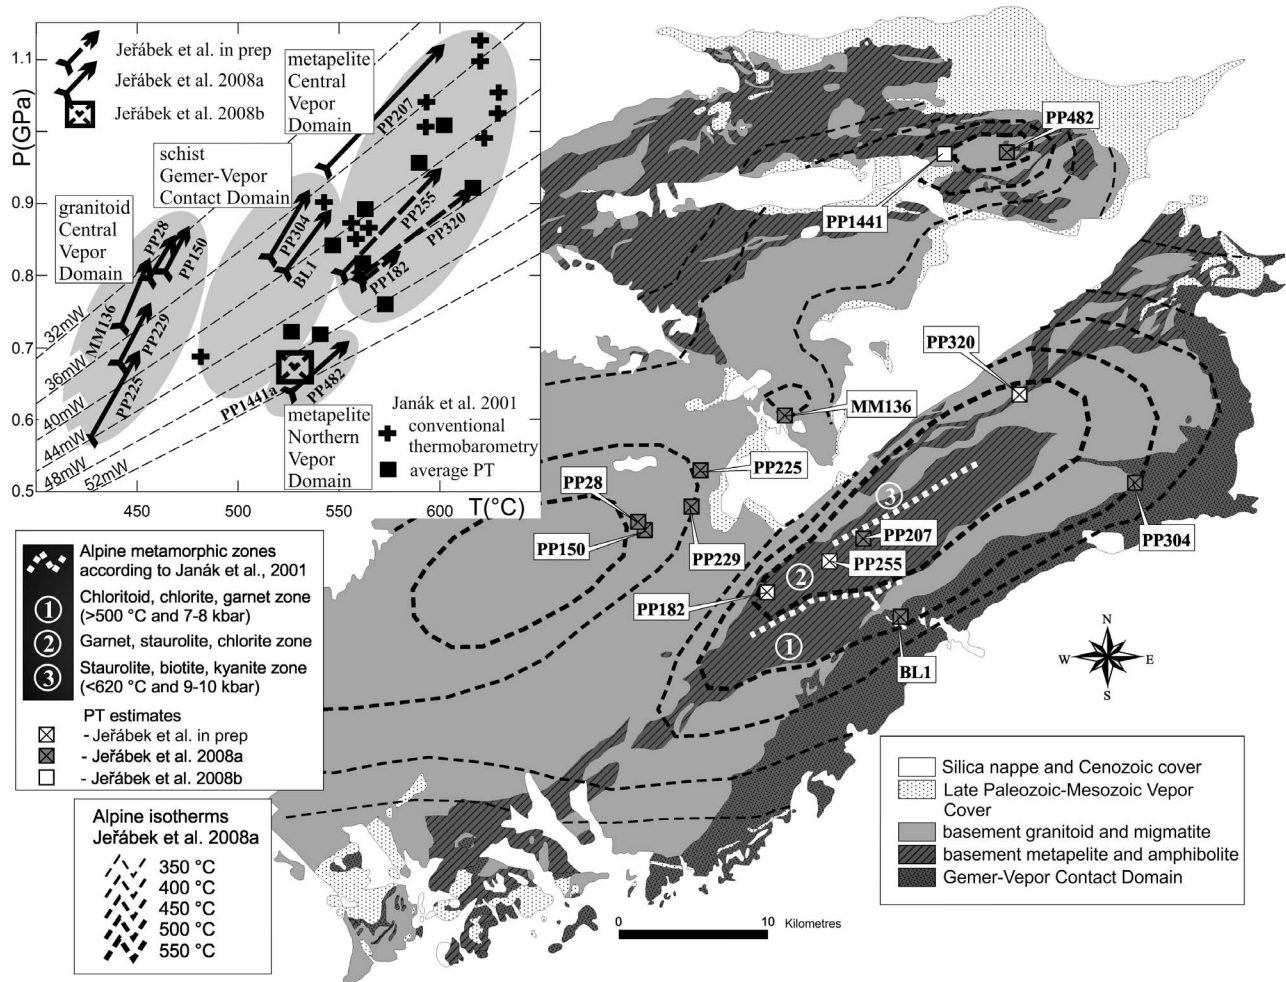 P(GPa)
1.1
0.9
0.8
0.7
0.6
0.5
450
500
550
600
T(°C)
Jeřábek et al. in prep
Jeřábek et al. 2008a
Jeřábek et al. 2008b
metapelite
Central
Vepor
Domain
schist
Gemer-Vepor
Contact Domain
granitoid
Central
Vepor
Domain
PP207
PP28
PP150
PP304
BL1
PP255
PP320
PP182
MM136
PP229
PP225
PP1441a
PP482
32mW
36mW
40mW
44mW
48mW
52mW
metapelite
Northern
Vepor
Domain
Janák et al. 2001
conventional
thermobarometry
average PT
PP482
PP1441
PP320
MM136
PP225
PP28
PP150
PP229
PP207
PP255
PP182
PP304
BL1
3
2
1
N
W
E
S
Alpine metamorphic zones
according to Janák et al., 2001
1 Chloritoid, chlorite, garnet zone
(>500 °C and 7-8 kbar)
2 Garnet, staurolite, chlorite zone
3 Staurolite, biotite, kyanite zone
(<620 °C and 9-10 kbar)
PT estimates
- Jeřábek et al. in prep
- Jeřábek et al. 2008a
- Jeřábek et al. 2008b
Alpine isotherms
Jeřábek et al. 2008a
350 °C
400 °C
450 °C
500 °C
550 °C
0 10 Kilometres
Silica nappe and Cenozoic cover
Late Paleozoic-Mesozoic Vepor
Cover
basement granitoid and migmatite
basement metapelite and amphibolite
Gemer-Vepor Contact Domain